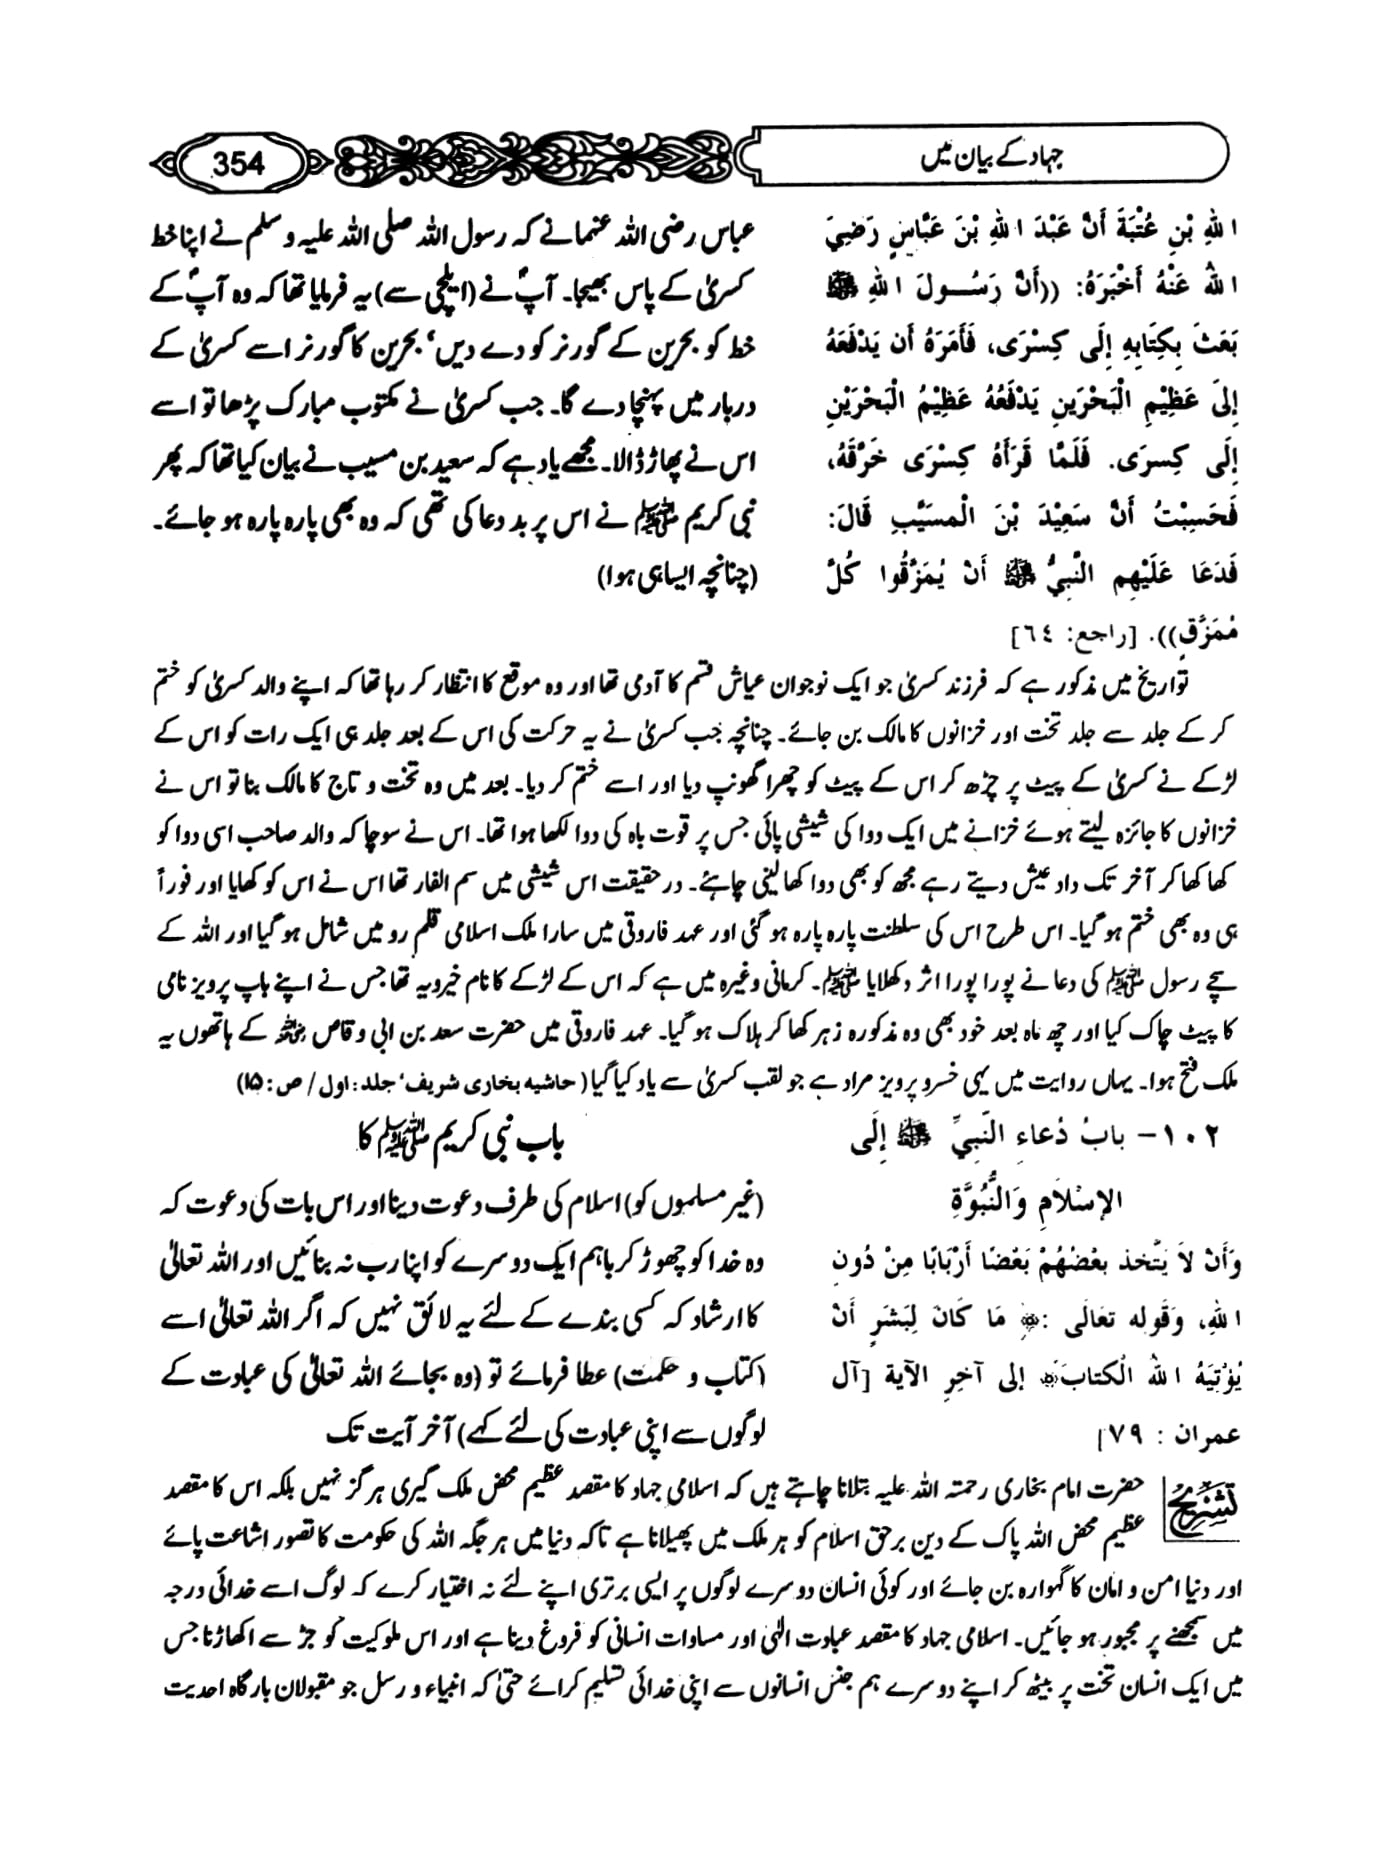 جہاد کے بیان میں
354
اللهِ بْنِ عُتْبَةَ أَنَّ عَبْدَ اللهِ بْنَ عَبَّاسٍ رَضِيَ
اللهُ عَنْهُ أَخْبَرَهُ: ((أَنَّ رَسُولَ اللهِ ﷺ
بَعَثَ بِكِتَابِهِ إِلَى كِسْرَى، فَأَمَرَهُ أَن يَدْفَعَهُ
إِلَى عَظِيْمِ الْبَحْرَينِ يَدْفَعُهُ عَظِيْمُ الْبَحْرَيْنِ
إِلَى كِسرَى. فَلَمَّا قَرَأَهُ كِسْرَى خَرَّقَهُ،
فَحَسِبْتُ أَنَّ سَعِيْدَ بْنَ الْمسَيَّبِ قَالَ:
فَدَعَا عَلَيْهِم النَّبِيُّ ﷺ أَنْ يُمَزَّقُوا كُلَّ
مُمَزَّقٍ)). [راجع: ٦٤]
عباس رضی اللہ عنہما نے کہ رسول اللہ صلی اللہ علیہ و سلم نے اپنا خط
کسریٰ کے پاس بھیجا۔ آپؐ نے (ایلچی سے) یہ فرمایا تھا کہ وہ آپؐ کے
خط کو بحرین کے گورنر کو دے دیں، بحرین کا گورنر اسے کسریٰ کے
دربار میں پہنچا دے گا۔ جب کسریٰ نے مکتوب مبارک پڑھا تو اسے
اس نے پھاڑ ڈالا۔ مجھے یاد ہے کہ سعید بن مسیب نے بیان کیا تھا کہ پھر
نبی کریم ﷺ نے اس پر بد دعا کی تھی کہ وہ بھی پارہ پارہ ہو جائے۔
(چنانچہ ایسا ہی ہوا)
تواریخ میں مذکور ہے کہ فرزند کسریٰ جو ایک نوجوان عیاش قسم کا آدمی تھا اور وہ موقع کا انتظار کر رہا تھا کہ اپنے والد کسریٰ کو ختم
کر کے جلد سے جلد تخت اور خزانوں کا مالک بن جائے۔ چنانچہ جب کسریٰ نے یہ حرکت کی اس کے بعد جلد ہی ایک رات کو اس کے
لڑکے نے کسریٰ کے پیٹ پر چڑھ کر اس کے پیٹ کو چھرا گھونپ دیا اور اسے ختم کر دیا۔ بعد میں وہ تخت و تاج کا مالک بنا تو اس نے
خزانوں کا جائزہ لیتے ہوئے خزانے میں ایک دوا کی شیشی پائی جس پر قوت باہ کی دوا لکھا ہوا تھا۔ اس نے سوچا کہ والد صاحب اسی دوا کو
کھا کھا کر آخر تک داد عیش دیتے رہے مجھ کو بھی دوا کھا لینی چاہئے۔ در حقیقت اس شیشی میں سم الفار تھا اس نے اس کو کھایا اور فوراً
ہی وہ بھی ختم ہو گیا۔ اس طرح اس کی سلطنت پارہ پارہ ہو گئی اور عہد فاروقی میں سارا ملک اسلامی قلم رو میں شامل ہو گیا اور اللہ کے
سچے رسول ﷺ کی دعا نے پورا پورا اثر دکھلایا ﷺ۔ کرمانی وغیرہ میں ہے کہ اس کے لڑکے کا نام شیرویہ تھا جس نے اپنے باپ پرویز نامی
کا پیٹ چاک کیا اور چھ ماہ بعد خود بھی وہ مذکورہ زہر کھا کر ہلاک ہو گیا۔ عہد فاروقی میں حضرت سعد بن ابی وقاص رضی اللہ عنہ کے ہاتھوں یہ
ملک فتح ہوا۔ یہاں روایت میں یہی خسرو پرویز مراد ہے جو لقب کسریٰ سے یاد کیا گیا (حاشیہ بخاری شریف، جلد: اول / ص: ۱۵)
١٠٢- بابُ دُعاءِ النَّبِيِّ ﷺ إِلَى
الإِسْلاَمِ وَالنُّبُوَّةِ
وَأَنْ لاَ يَتَّخِذَ بعْضُهُمْ بَعْضًا أَرْبَابًا مِنْ دُونِ
اللهِ، وَقَولِه تَعَالَى: ﴿مَا كَانَ لِبَشَرٍ أَنْ
يُؤْتِيَهُ اللهُ الْكتابَ﴾ إلى آخِرِ الآية [آل
عمران : ٧٩]
باب نبی کریم ﷺ کا
(غیر مسلموں کو) اسلام کی طرف دعوت دینا اور اس بات کی دعوت کہ
وہ خدا کو چھوڑ کر باہم ایک دوسرے کو اپنا رب نہ بنائیں اور اللہ تعالیٰ
کا ارشاد کہ کسی بندے کے لئے یہ لائق نہیں کہ اگر اللہ تعالیٰ اسے
(کتاب و حکمت) عطا فرمائے تو (وہ بجائے اللہ تعالیٰ کی عبادت کے
لوگوں سے اپنی عبادت کی لئے کہے) آخر آیت تک
تشریح
حضرت امام بخاری رحمتہ اللہ علیہ بتلانا چاہتے ہیں کہ اسلامی جہاد کا مقصد عظیم محض ملک گیری ہرگز نہیں بلکہ اس کا مقصد
عظیم محض اللہ پاک کے دین برحق اسلام کو ہر ملک میں پھیلانا ہے تاکہ دنیا میں ہر جگہ اللہ کی حکومت کا تصور اشاعت پائے
اور دنیا امن و امان کا گہوارہ بن جائے اور کوئی انسان دوسرے لوگوں پر ایسی برتری اپنے لئے نہ اختیار کرے کہ لوگ اسے خدائی درجہ
میں سمجھنے پر مجبور ہو جائیں۔ اسلامی جہاد کا مقصد عبادت الٰہی اور مساوات انسانی کو فروغ دینا ہے اور اس ملوکیت کو جڑ سے اکھاڑنا جس
میں ایک انسان تخت پر بیٹھ کر اپنے دوسرے ہم جنس انسانوں سے اپنی خدائی تسلیم کرائے حتیٰ کہ انبیاء و رسل جو مقبولان بارگاہ احدیت